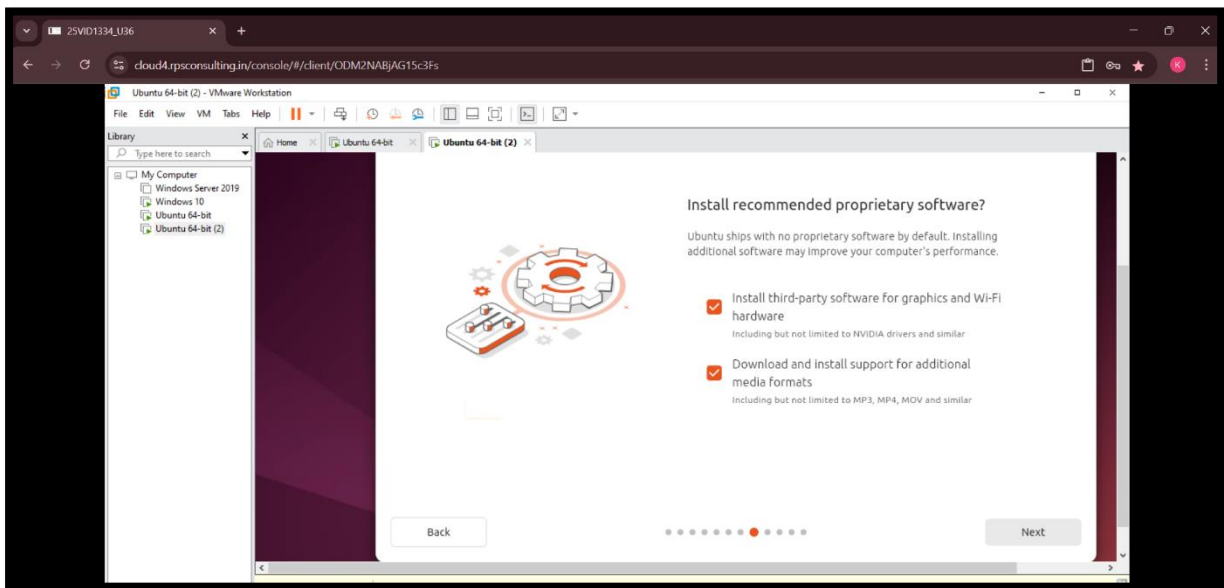 25VID1334_U36
cloud4.rpsconsulting.in/console/#/client/ODM2NABjAG15c3Fs
K
Ubuntu 64-bit (2) - VMware Workstation
File Edit View VM Tabs Help
Library
Type here to search
My Computer
Windows Server 2019
Windows 10
Ubuntu 64-bit
Ubuntu 64-bit (2)
Home
Ubuntu 64-bit
Ubuntu 64-bit (2)
Install recommended proprietary software?
Ubuntu ships with no proprietary software by default. Installing
additional software may improve your computer's performance.
Install third-party software for graphics and Wi-Fi
hardware
Including but not limited to NVIDIA drivers and similar
Download and install support for additional
media formats
Including but not limited to MP3, MP4, MOV and similar
Back
Next